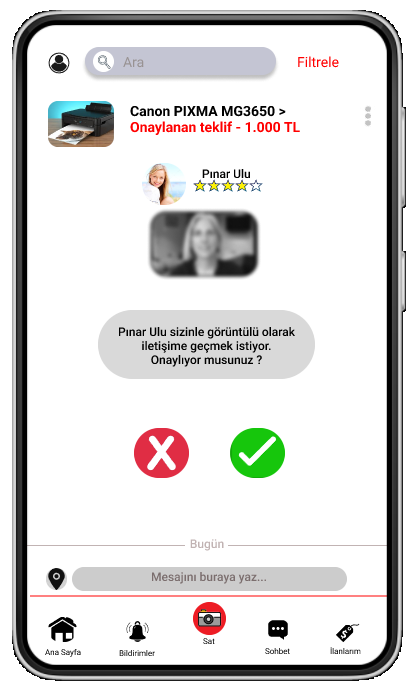 Ara
Filtrele
Canon PIXMA MG3650 >
Onaylanan teklif - 1.000 TL
Pınar Ulu
Pınar Ulu sizinle görüntülü olarak
iletişime geçmek istiyor.
Onaylıyor musunuz ?
Bugün
Mesajını buraya yaz...
Ana Sayfa
Bildirimler
Sat
Sohbet
İlanlarım